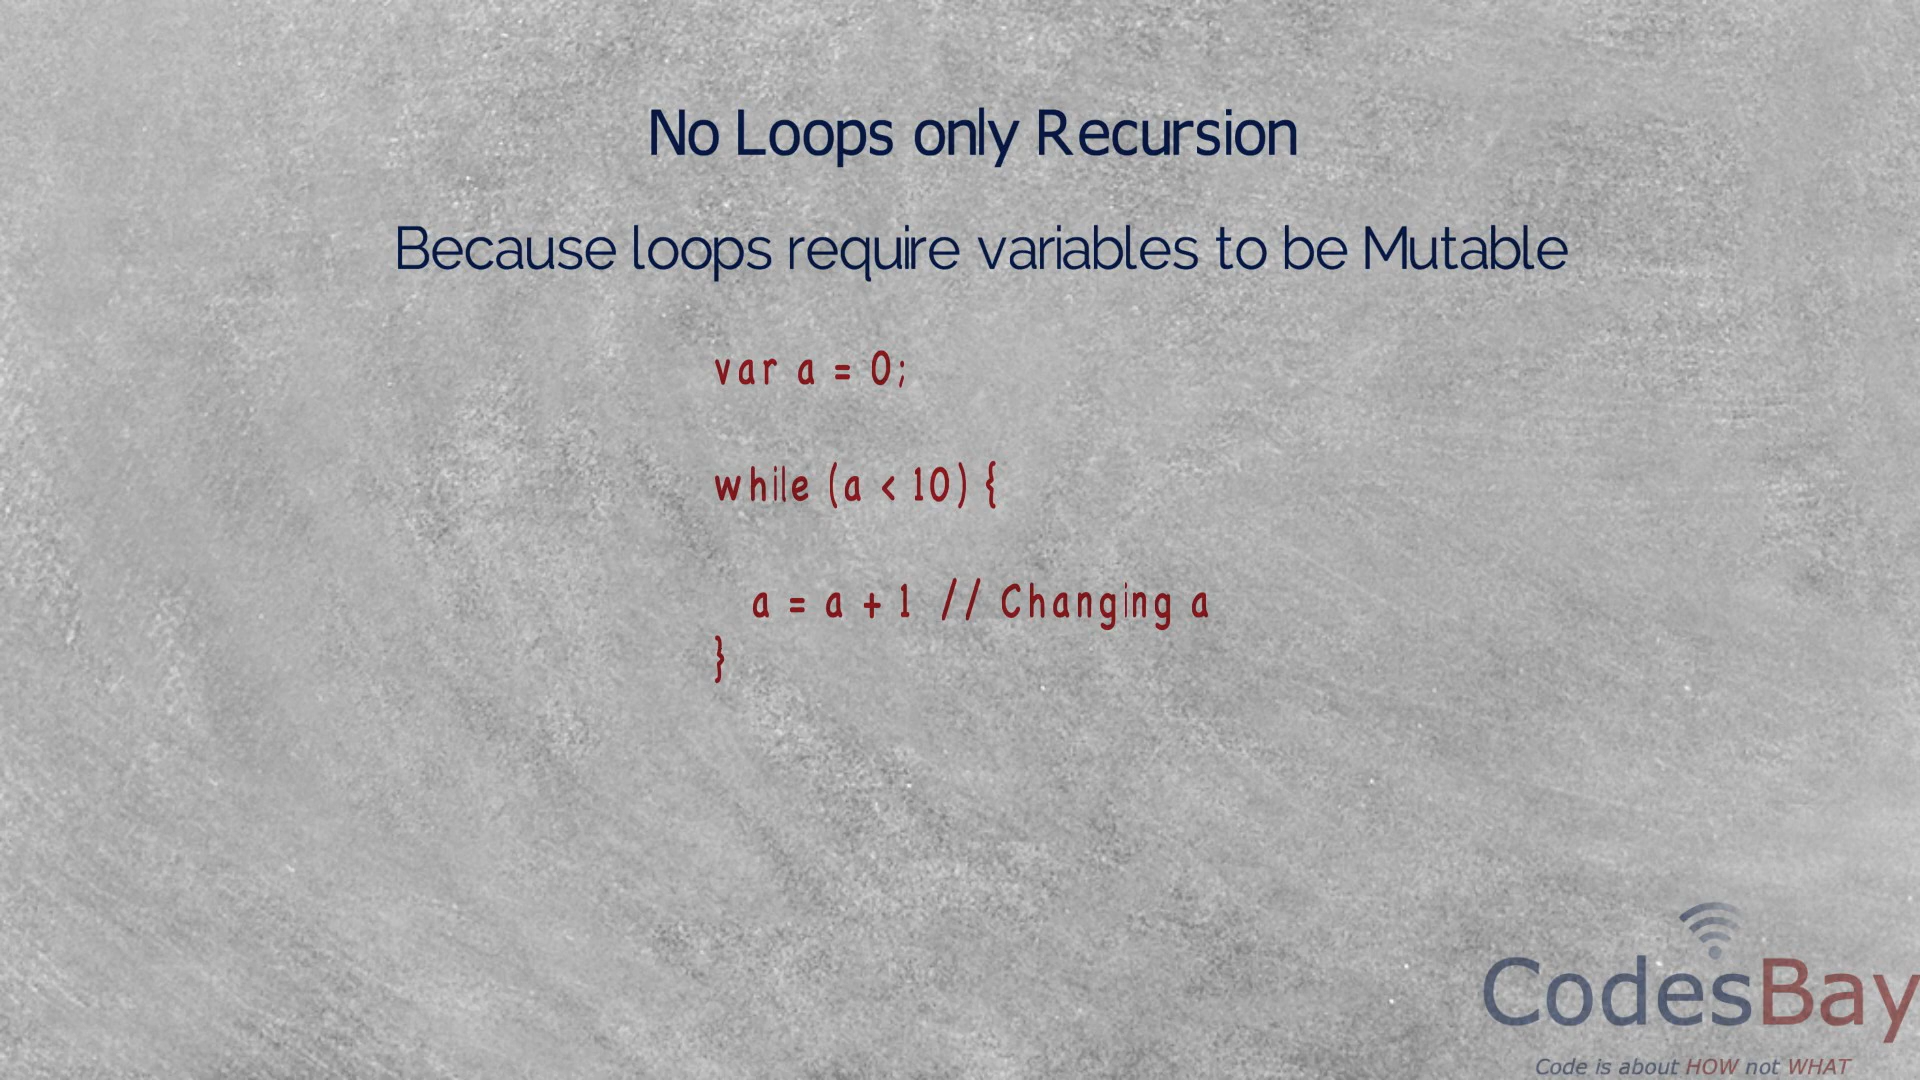 No Loops only Recursion
Because loops require variables to be Mutable
var a = 0;
while (a < 10) {
a = a + 1 // Changing a
}
CodesBay
Code is about HOW not WHAT